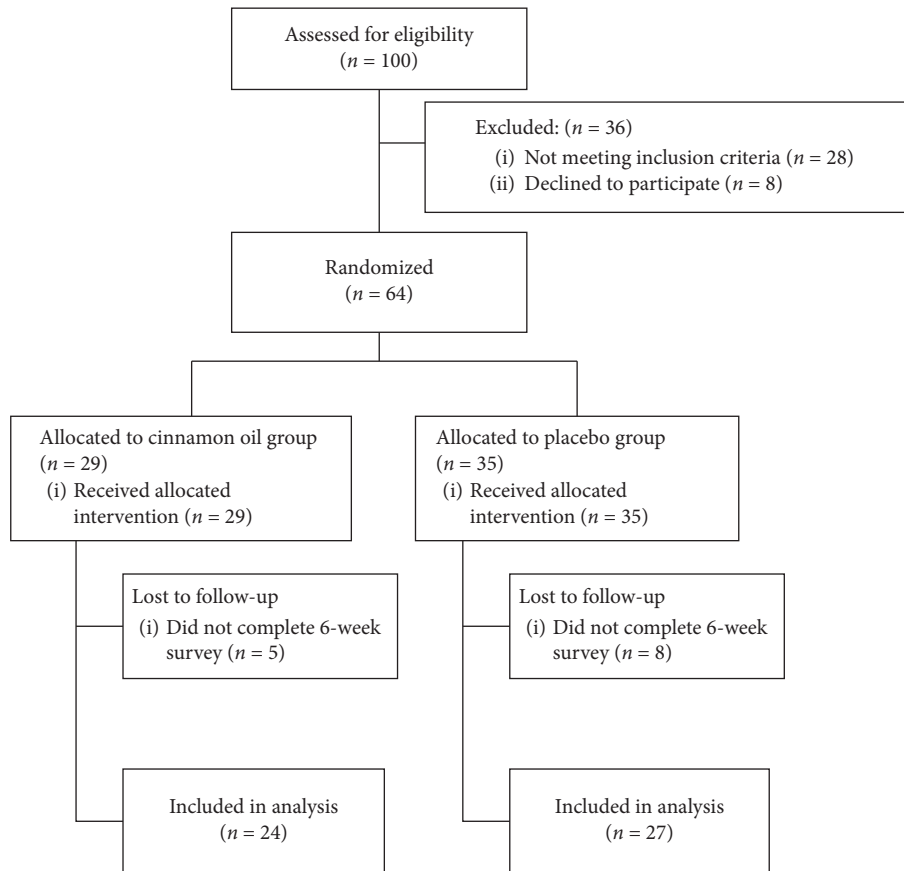 Assessed for eligibility
(n = 100)
Excluded: (n = 36)
(i) Not meeting inclusion criteria (n = 28)
(ii) Declined to participate (n = 8)
Randomized
(n = 64)
Allocated to cinnamon oil group
(n = 29)
(i) Received allocated
intervention (n = 29)
Allocated to placebo group
(n = 35)
(i) Received allocated
intervention (n = 35)
Lost to follow-up
(i) Did not complete 6-week
survey (n = 5)
Lost to follow-up
(i) Did not complete 6-week
survey (n = 8)
Included in analysis
(n = 24)
Included in analysis
(n = 27)